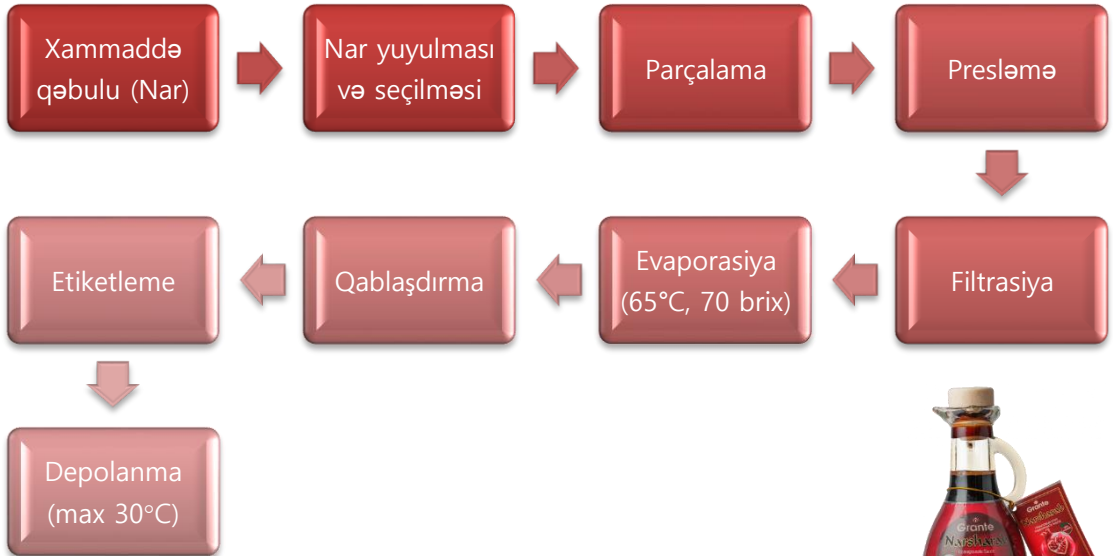 Xammaddə
qəbulu (Nar)
Nar yuyulması
və seçilməsi
Parçalama
Presləmə
Filtrasiya
Evaporasiya
(65°C, 70 brix)
Qablaşdırma
Etiketleme
Depolanma
(max 30°C)
Grante
Narsharab
Grante